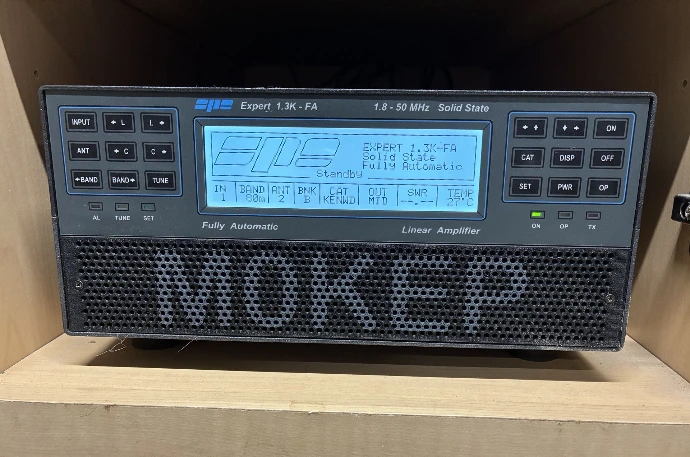 SPE Expert 1.3K - FA 1.8 - 50 MHz Solid State
INPUT ← L L →
ANT ← C C →
←BAND BAND→ TUNE
AL TUNE SET
spe
EXPERT 1.3K-FA
Solid State
Fully Automatic
Standby
IN BAND ANT BNK CAT OUT SWR TEMP
1 80m 2 B KENWD MID --.-- 27°C
ON
CAT DISP OFF
SET PWR OP
ON OP TX
Fully Automatic Linear Amplifier
M0KEP